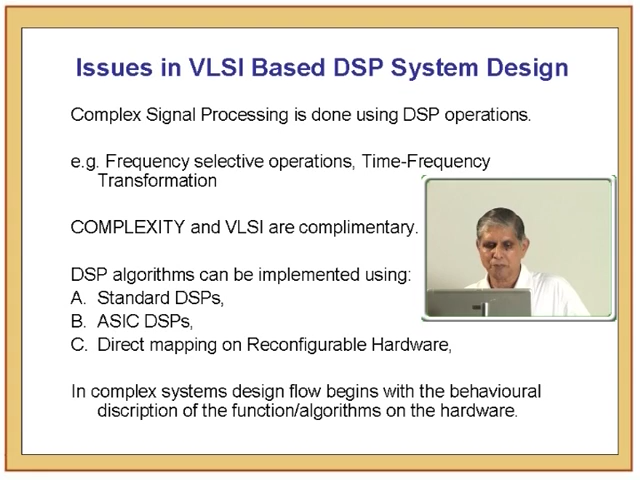 Issues in VLSI Based DSP System Design
Complex Signal Processing is done using DSP operations.
e.g. Frequency selective operations, Time-Frequency
Transformation
COMPLEXITY and VLSI are complimentary.
DSP algorithms can be implemented using:
A. Standard DSPs,
B. ASIC DSPs,
C. Direct mapping on Reconfigurable Hardware,
In complex systems design flow begins with the behavioural
discription of the function/algorithms on the hardware.